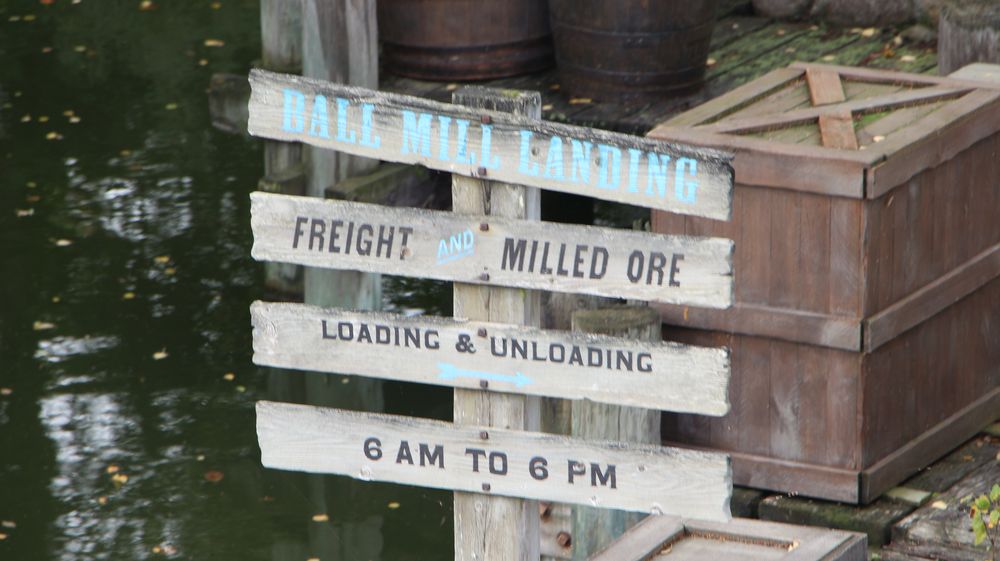 BALL MILL LANDING
FREIGHT AND MILLED ORE
LOADING & UNLOADING
6 AM TO 6 PM